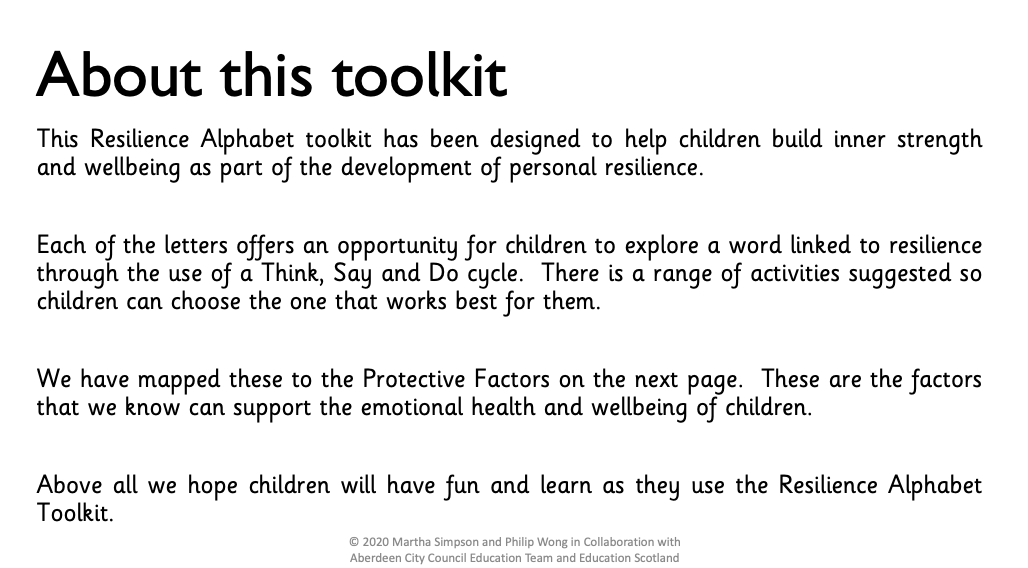 About this toolkit
This Resilience Alphabet toolkit has been designed to help children build inner strength
and wellbeing as part of the development of personal resilience.
Each of the letters offers an opportunity for children to explore a word linked to resilience
through the use of a Think, Say and Do cycle.  There is a range of activities suggested so
children can choose the one that works best for them.
We have mapped these to the Protective Factors on the next page.  These are the factors
that we know can support the emotional health and wellbeing of children.
Above all we hope children will have fun and learn as they use the Resilience Alphabet
Toolkit.
© 2020 Martha Simpson and Philip Wong in Collaboration with
Aberdeen City Council Education Team and Education Scotland